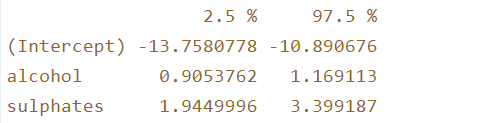 2.5 % 97.5 %
(Intercept) -13.7580778 -10.890676
alcohol 0.9053762 1.169113
sulphates 1.9449996 3.399187